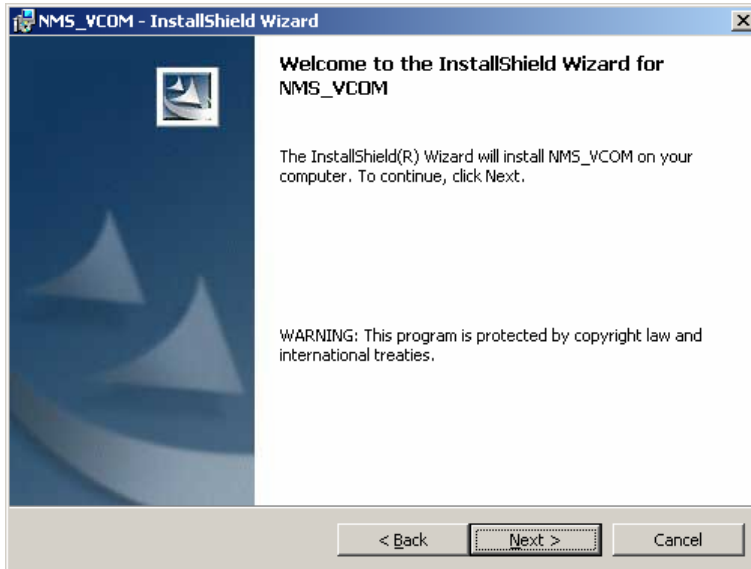 NMS_VCOM - InstallShield Wizard
Welcome to the InstallShield Wizard for
NMS_VCOM
The InstallShield(R) Wizard will install NMS_VCOM on your
computer. To continue, click Next.
WARNING: This program is protected by copyright law and
international treaties.
< Back
Next >
Cancel